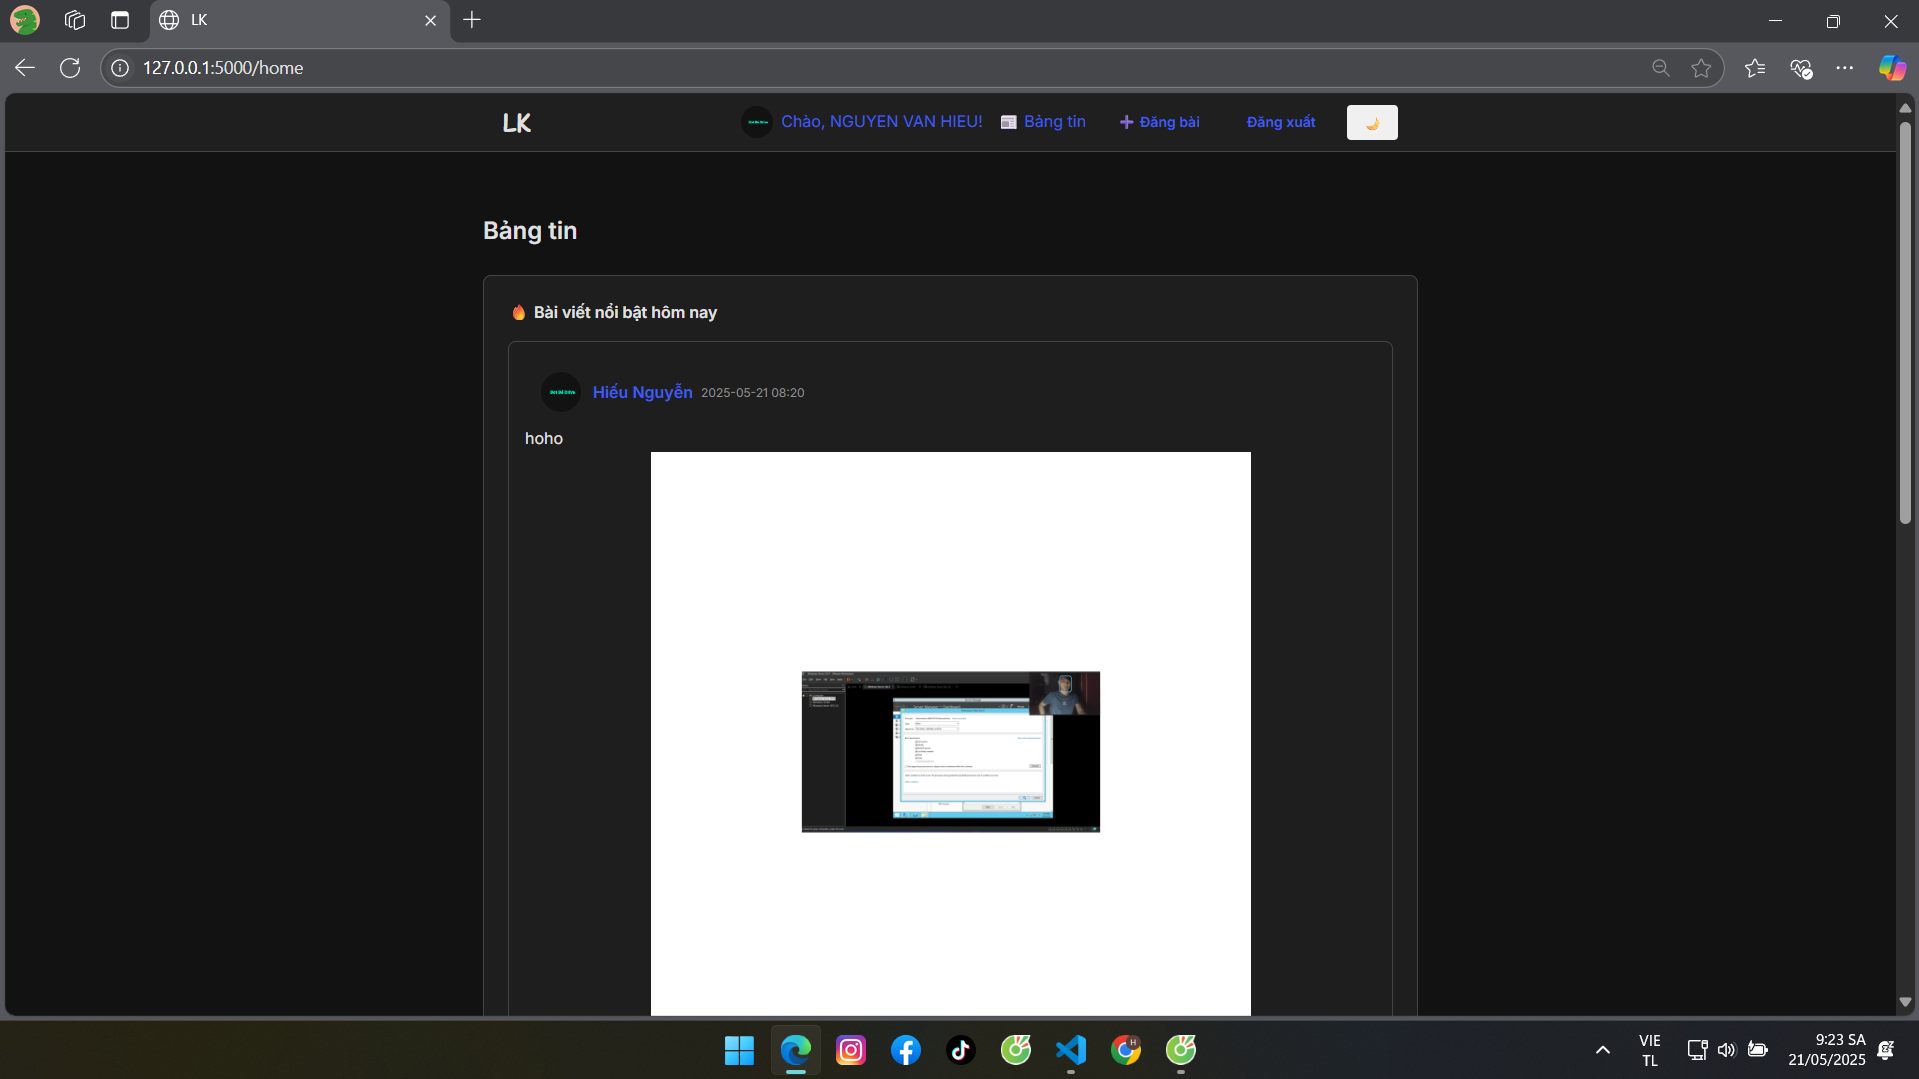 LK
127.0.0.1:5000/home
LK
Chào, NGUYEN VAN HIEU!
Bảng tin
Đăng bài
Đăng xuất
Bảng tin
Bài viết nổi bật hôm nay
Hiếu Nguyễn 2025-05-21 08:20
hoho
H
VIE
TL
9:23 SA
21/05/2025